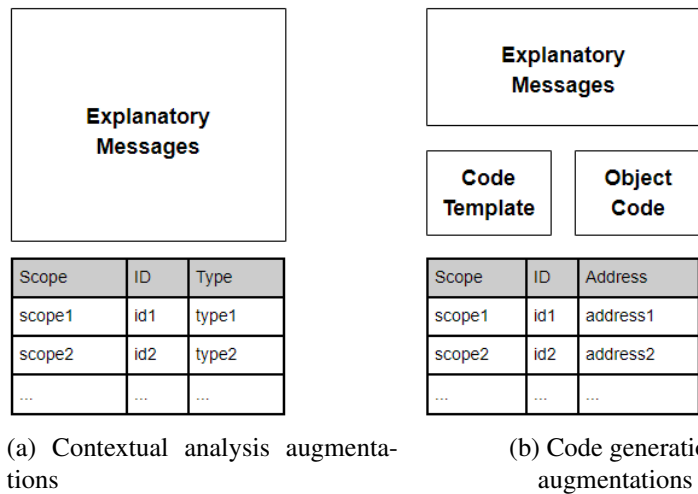 Explanatory
Messages
Scope ID Type
scope1 id1 type1
scope2 id2 type2
... ... ...
(a) Contextual analysis augmenta-
tions
Explanatory
Messages
Code
Template
Object
Code
Scope ID Address
scope1 id1 address1
scope2 id2 address2
... ... ...
(b) Code generatio
augmentations